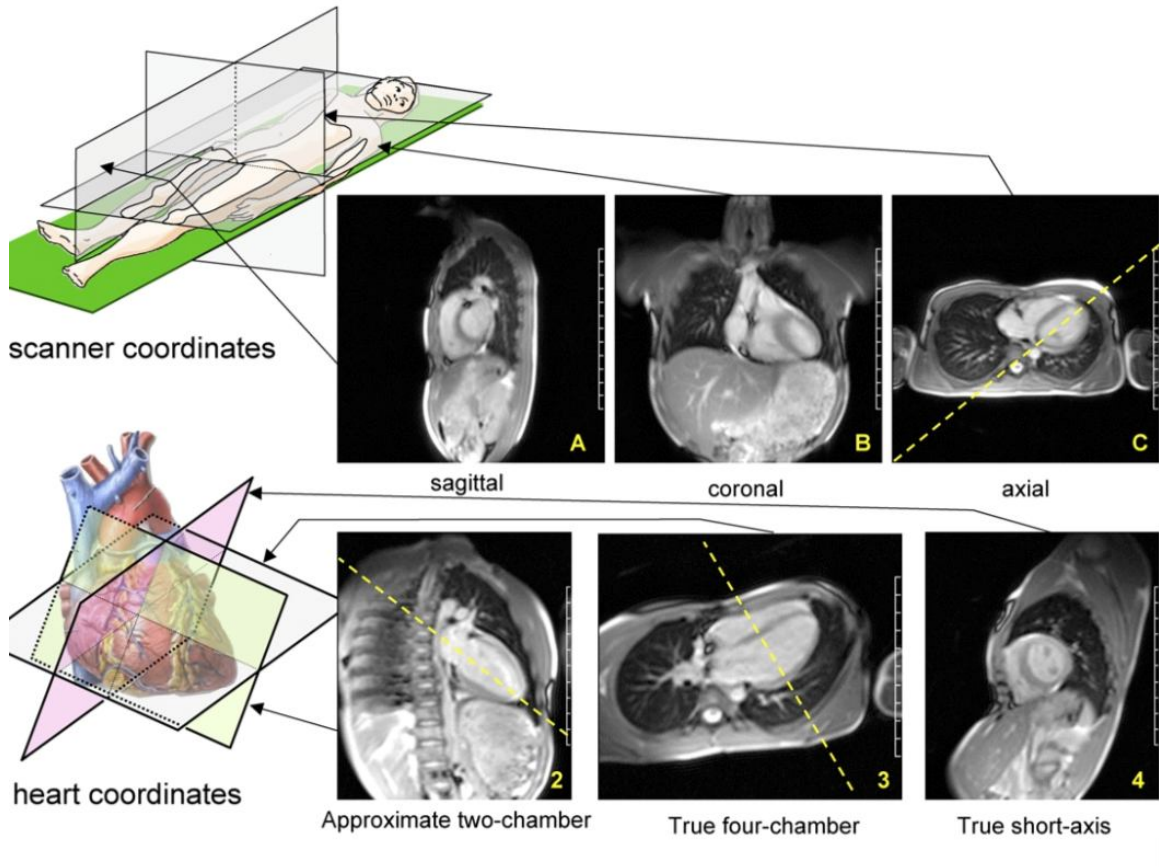 scanner coordinates
A
B
C
sagittal
coronal
axial
heart coordinates
2
3
4
Approximate two-chamber
True four-chamber
True short-axis